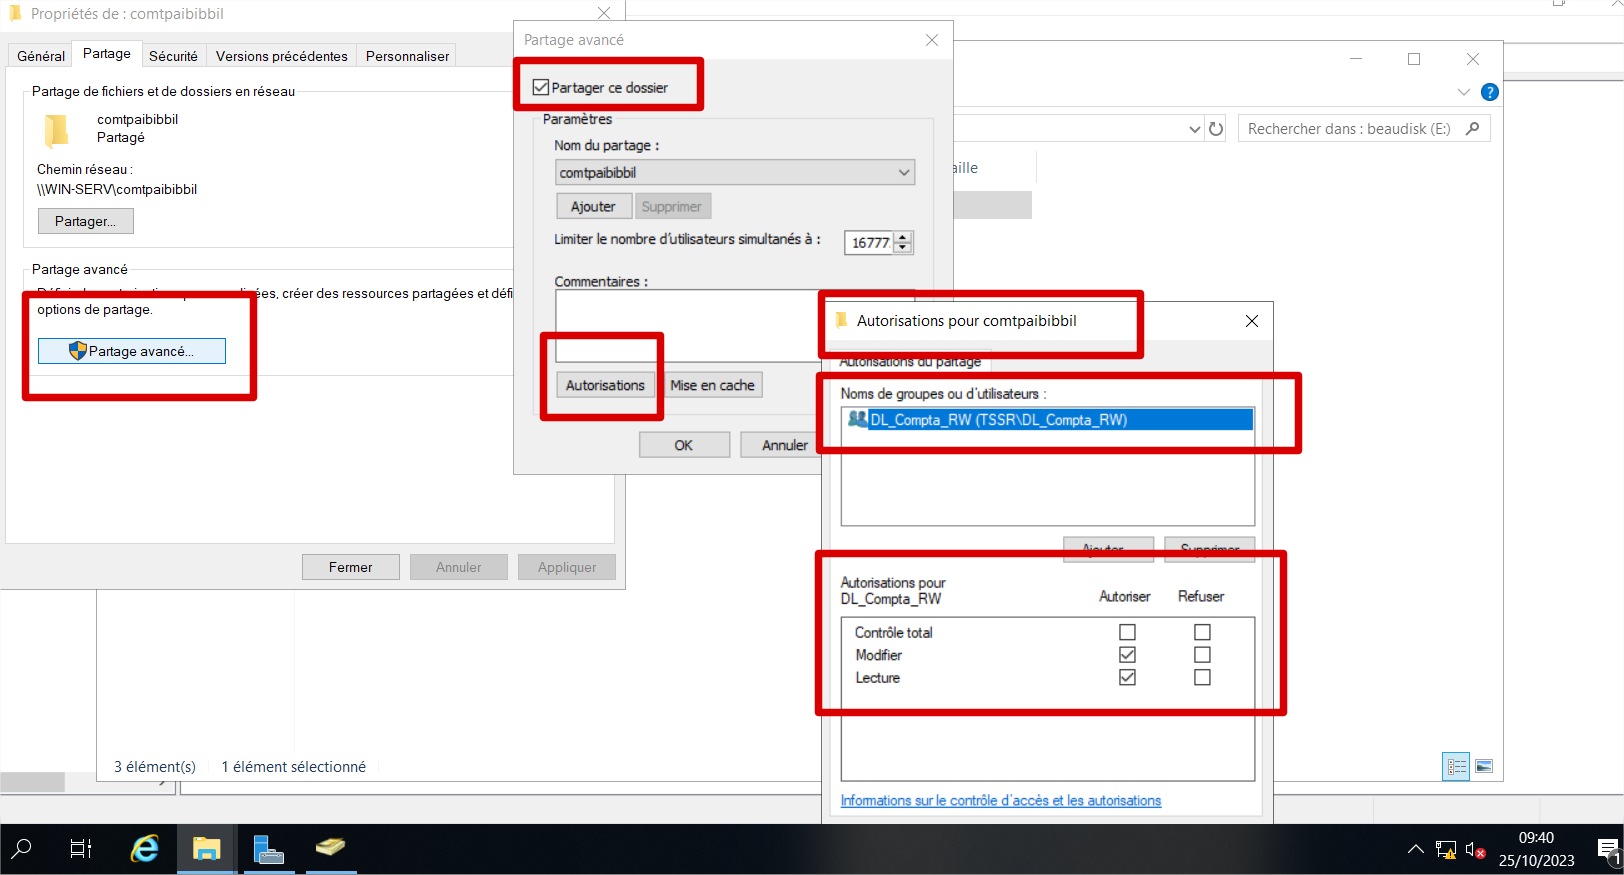 Propriétés de : comtpaibibbil
Général
Partage
Sécurité
Versions précédentes
Personnaliser
Partage de fichiers et de dossiers en réseau
comtpaibibbil
Partagé
Chemin réseau :
\\WIN-SERV\comtpaibibbil
Partager...
Partage avancé
créer des ressources partagées et défi
options de partage.
Partage avancé...
Fermer
Annuler
Appliquer
Partage avancé
Partager ce dossier
Paramètres
Nom du partage :
comtpaibibbil
Ajouter
Supprimer
Limiter le nombre d'utilisateurs simultanés à :
16777
Commentaires :
Autorisations
Mise en cache
OK
Annuler
Rechercher dans : beaudisk (E:)
aille
Autorisations pour comtpaibibbil
Autorisations du partage
Noms de groupes ou d'utilisateurs :
DL_Compta_RW (TSSR\DL_Compta_RW)
Ajouter...
Supprimer
Autorisations pour
DL_Compta_RW
Autoriser
Refuser
Contrôle total
Modifier
Lecture
Informations sur le contrôle d'accès et les autorisations
3 élément(s)
1 élément sélectionné
09:40
25/10/2023
1